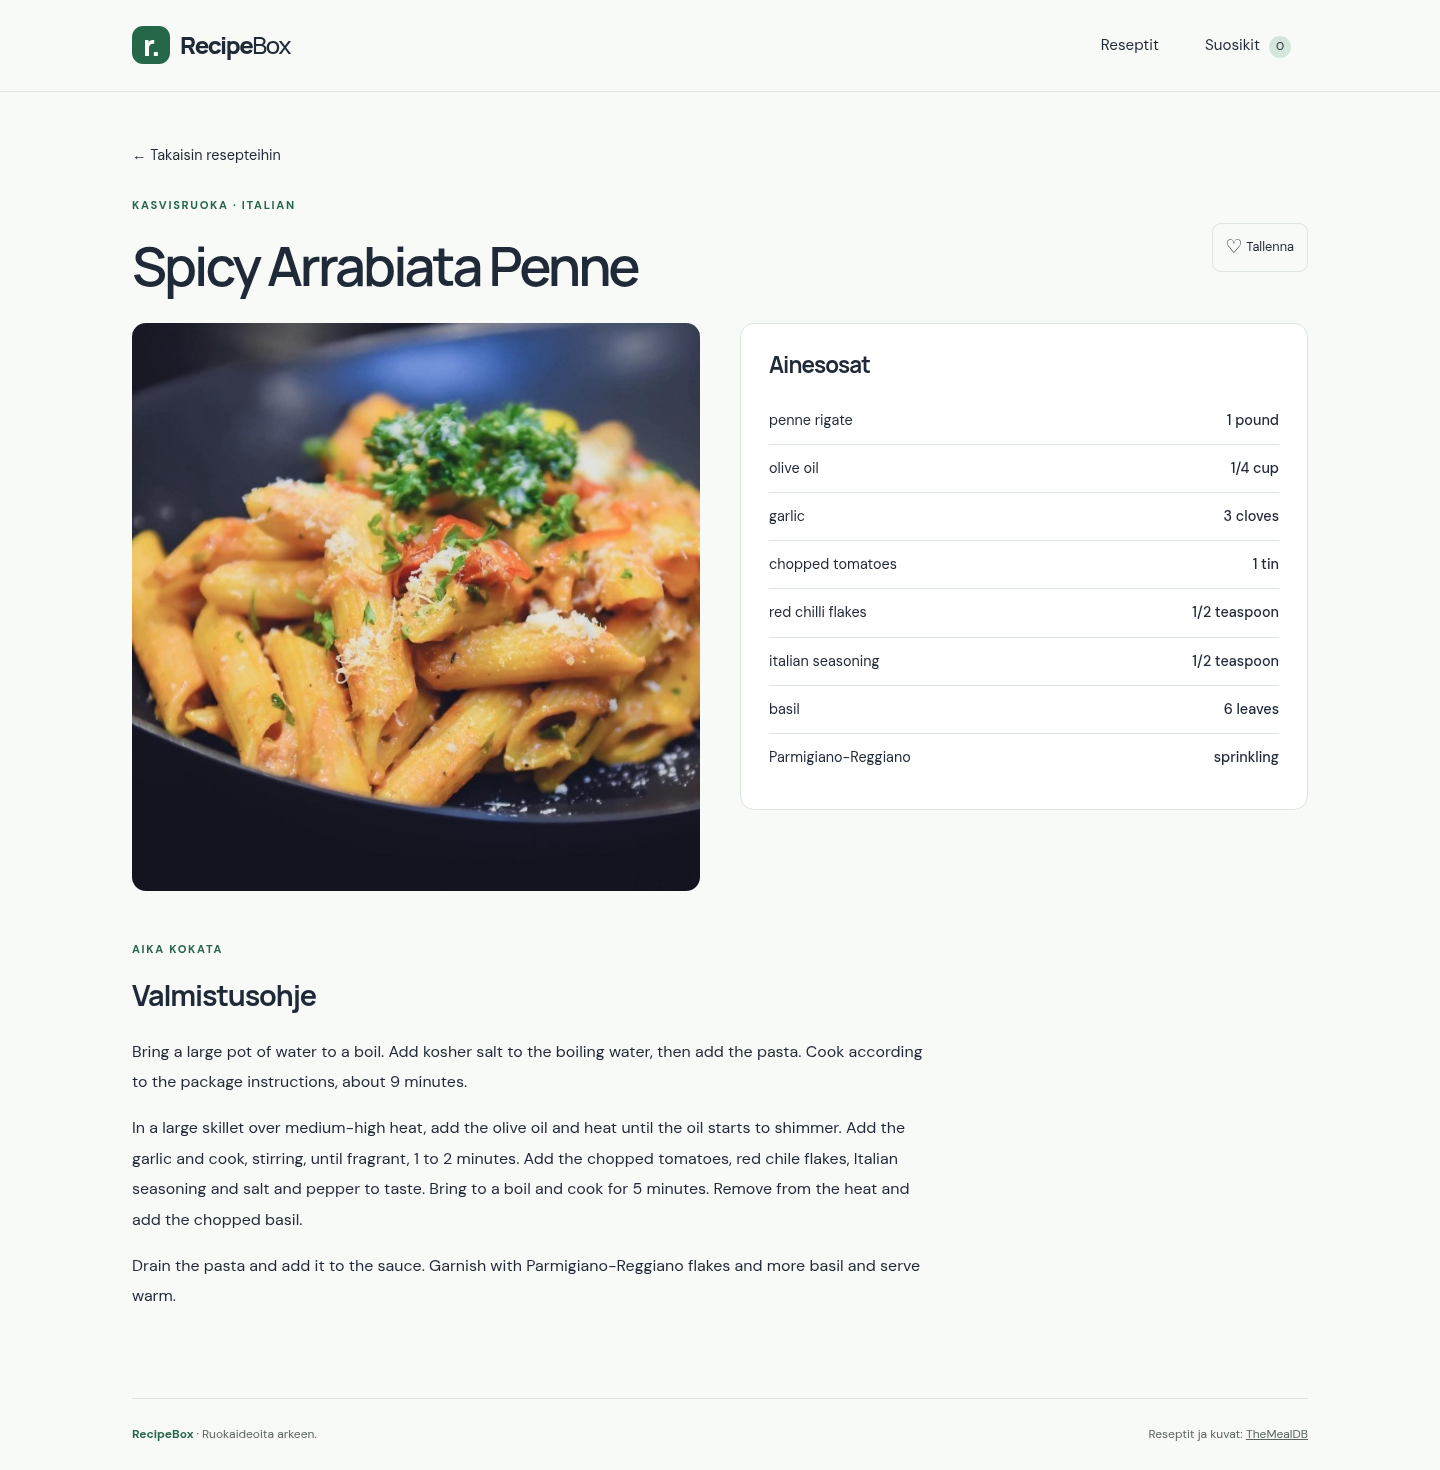 r. RecipeBox
Reseptit
Suosikit 0
← Takaisin resepteihin
KASVISRUOKA · ITALIAN
Spicy Arrabiata Penne
♡ Tallenna
Ainesosat
penne rigate 1 pound
olive oil 1/4 cup
garlic 3 cloves
chopped tomatoes 1 tin
red chilli flakes 1/2 teaspoon
italian seasoning 1/2 teaspoon
basil 6 leaves
Parmigiano-Reggiano sprinkling
AIKA KOKATA
Valmistusohje
Bring a large pot of water to a boil. Add kosher salt to the boiling water, then add the pasta. Cook according
to the package instructions, about 9 minutes.
In a large skillet over medium-high heat, add the olive oil and heat until the oil starts to shimmer. Add the
garlic and cook, stirring, until fragrant, 1 to 2 minutes. Add the chopped tomatoes, red chile flakes, Italian
seasoning and salt and pepper to taste. Bring to a boil and cook for 5 minutes. Remove from the heat and
add the chopped basil.
Drain the pasta and add it to the sauce. Garnish with Parmigiano-Reggiano flakes and more basil and serve
warm.
RecipeBox · Ruokaideoita arkeen.
Reseptit ja kuvat: TheMealDB